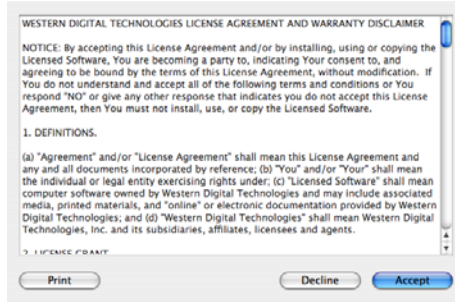 WESTERN DIGITAL TECHNOLOGIES LICENSE AGREEMENT AND WARRANTY DISCLAIMER
NOTICE: By accepting this License Agreement and/or by installing, using or copying the
Licensed Software, You are becoming a party to, indicating Your consent to, and
agreeing to be bound by the terms of this License Agreement, without modification. If
You do not understand and accept all of the following terms and conditions or You
respond "NO" or give any other response that indicates you do not accept this License
Agreement, then You must not install, use, or copy the Licensed Software.
1. DEFINITIONS.
(a) "Agreement" and/or "License Agreement" shall mean this License Agreement and
any and all documents incorporated by reference; (b) "You" and/or "Your" shall mean
the individual or legal entity exercising rights under; (c) "Licensed Software" shall mean
computer software owned by Western Digital Technologies and may include associated
media, printed materials, and "online" or electronic documentation provided by Western
Digital Technologies; and (d) "Western Digital Technologies" shall mean Western Digital
Technologies, Inc. and its subsidiaries, affiliates, licensees and agents.
2. LICENSE GRANT
Print Decline Accept